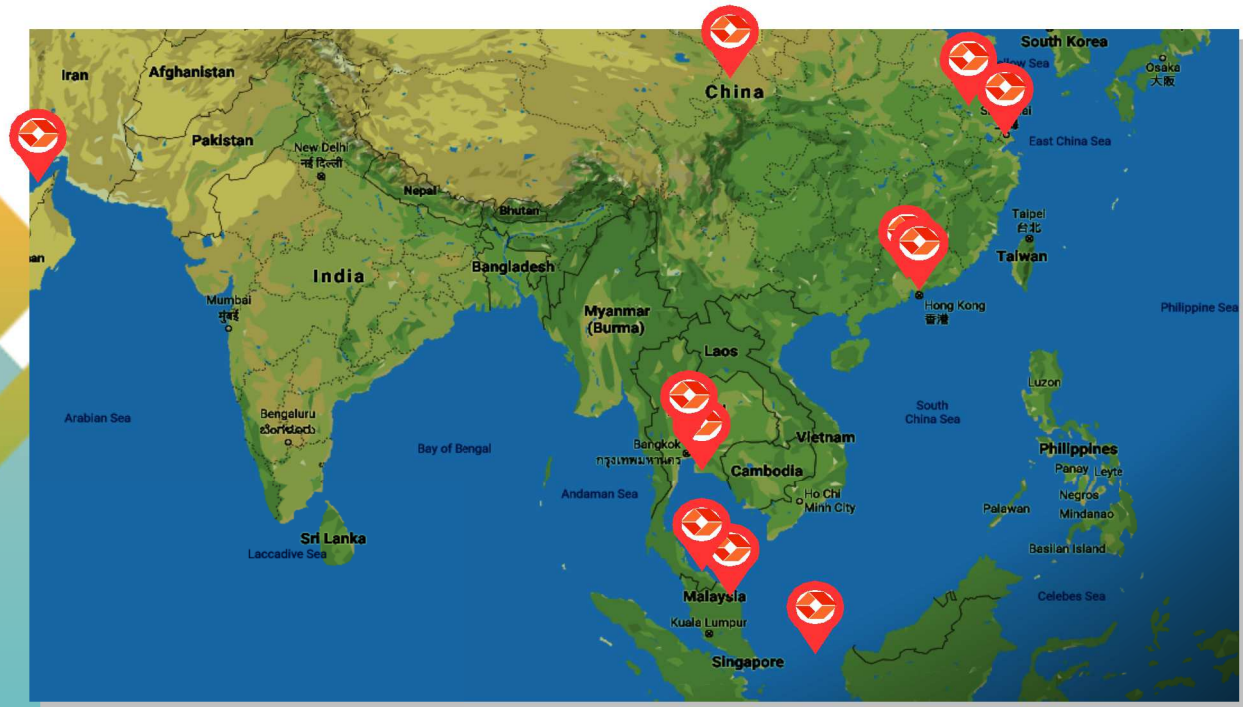 South Korea
Iran
Afghanistan
Osaka
大阪
China
East China Sea
Pakistan
New Delhi
नई दिल्ली
Nepal
Bhutan
Taipei
台北
Taiwan
India
Bangladesh
Mumbai
मुंबई
Hong Kong
香港
Philippine Sea
Myanmar
(Burma)
Laos
Luzon
Arabian Sea
Bengaluru
ಬೆಂಗಳೂರು
South
China Sea
Bay of Bengal
Bangkok
กรุงเทพมหานคร
Vietnam
Cambodia
Philippines
Panay
Leyte
Negros
Mindanao
Andaman Sea
Ho Chi
Minh City
Palawan
Sri Lanka
Laccadive Sea
Basilan Island
Malaysia
Celebes Sea
Kuala Lumpur
Singapore